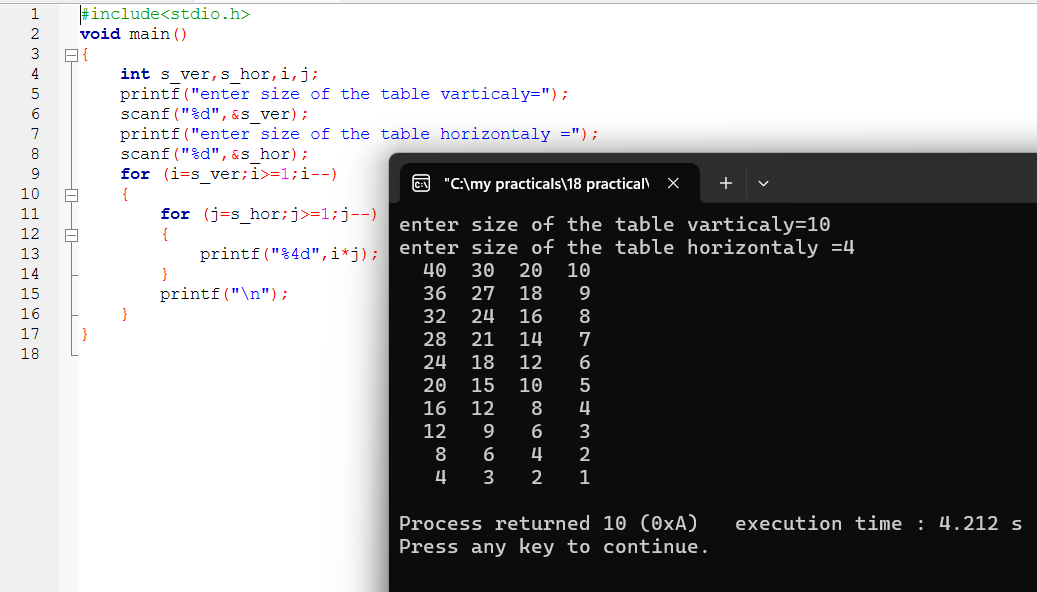 1 #include<stdio.h>
2 void main()
3 {
4 int s_ver,s_hor,i,j;
5 printf("enter size of the table varticaly=");
6 scanf("%d",&s_ver);
7 printf("enter size of the table horizontaly =");
8 scanf("%d",&s_hor);
9 for (i=s_ver;i>=1;i--)
10 {
11 for (j=s_hor;j>=1;j--)
12 {
13 printf("%4d",i*j);
14 }
15 printf("\n");
16 }
17 }
18
"C:\my practicals\18 practical\
enter size of the table varticaly=10
enter size of the table horizontaly =4
40 30 20 10
36 27 18 9
32 24 16 8
28 21 14 7
24 18 12 6
20 15 10 5
16 12 8 4
12 9 6 3
8 6 4 2
4 3 2 1
Process returned 10 (0xA) execution time : 4.212 s
Press any key to continue.